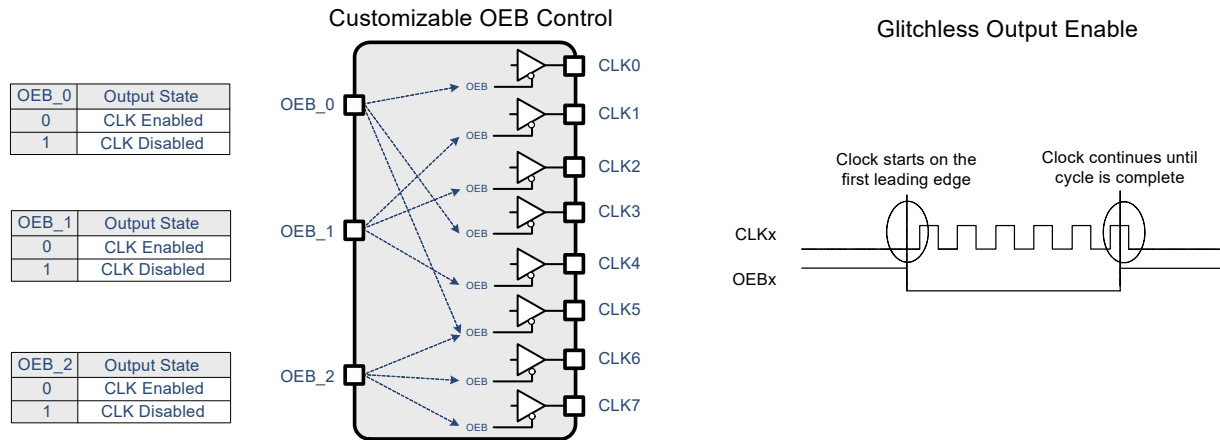 Customizable OEB Control
OEB_0 Output State
0 CLK Enabled
1 CLK Disabled
OEB_1 Output State
0 CLK Enabled
1 CLK Disabled
OEB_2 Output State
0 CLK Enabled
1 CLK Disabled
OEB_0
OEB_1
OEB_2
OEB
OEB
OEB
OEB
OEB
OEB
OEB
OEB
CLK0
CLK1
CLK2
CLK3
CLK4
CLK5
CLK6
CLK7
Glitchless Output Enable
Clock starts on the
first leading edge
Clock continues until
cycle is complete
CLKx
OEBx